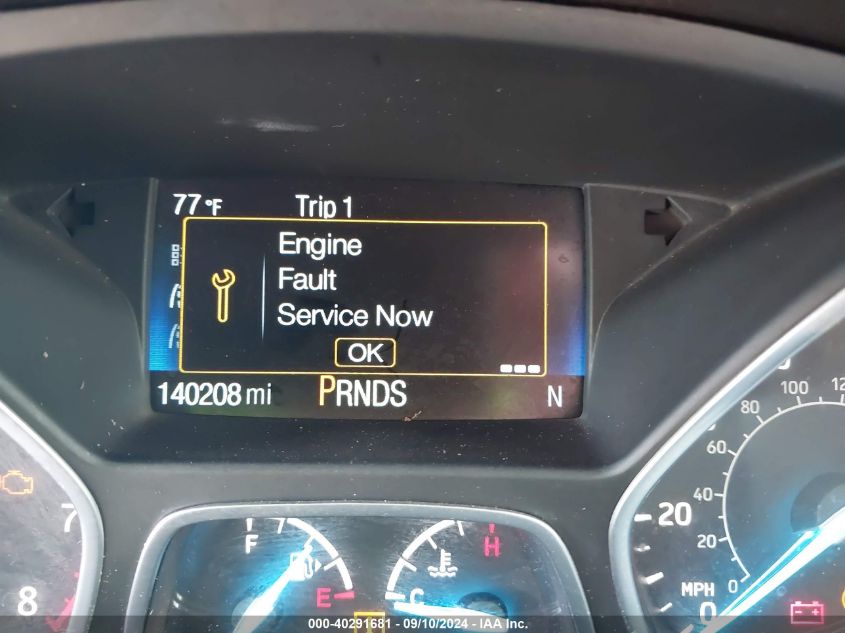 77 °F Trip 1
Engine
Fault
Service Now
OK
140208 mi PRNDS N
7
8
F
E
H
C
100
80
60
40
20
0
20
MPH
0
000-40291681 - 09/10/2024 - IAA Inc.